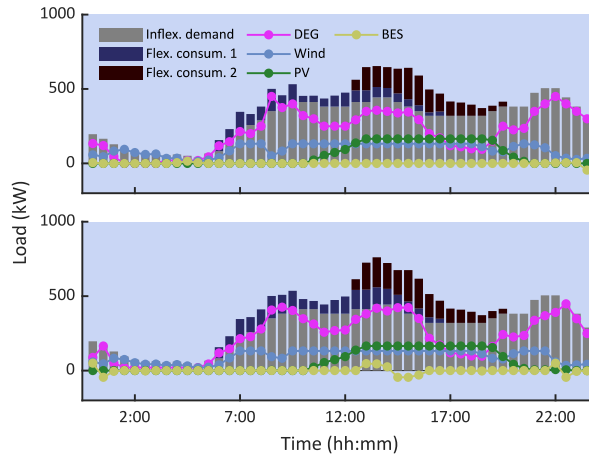 1000
Inflex. demand DEG BES
Flex. consum. 1 Wind
Flex. consum. 2 PV
500
0
Load (kW)
1000
500
0
2:00 7:00 12:00 17:00 22:00
Time (hh:mm)